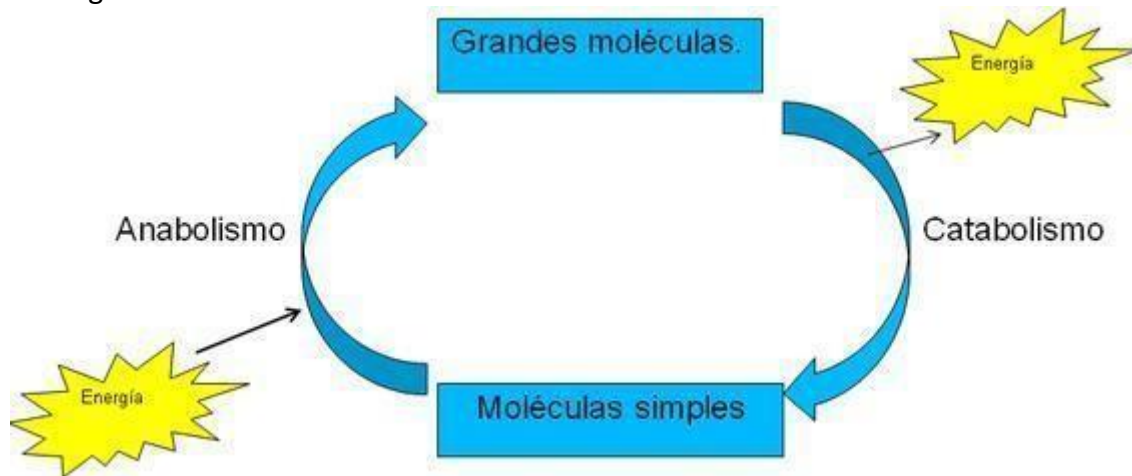 Grandes moléculas.
Energía
Anabolismo
Catabolismo
Energía
Moléculas simples